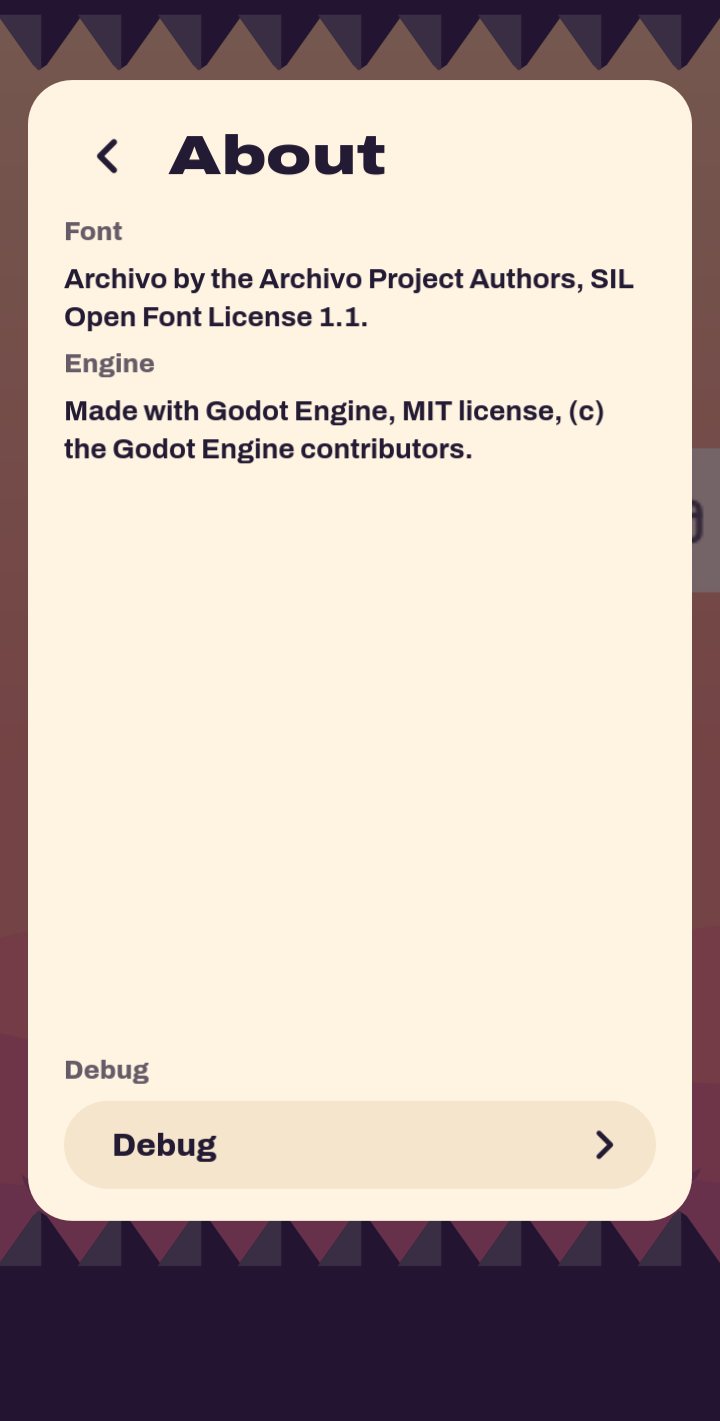 About
Font
Archivo by the Archivo Project Authors, SIL
Open Font License 1.1.
Engine
Made with Godot Engine, MIT license, (c)
the Godot Engine contributors.
Debug
Debug